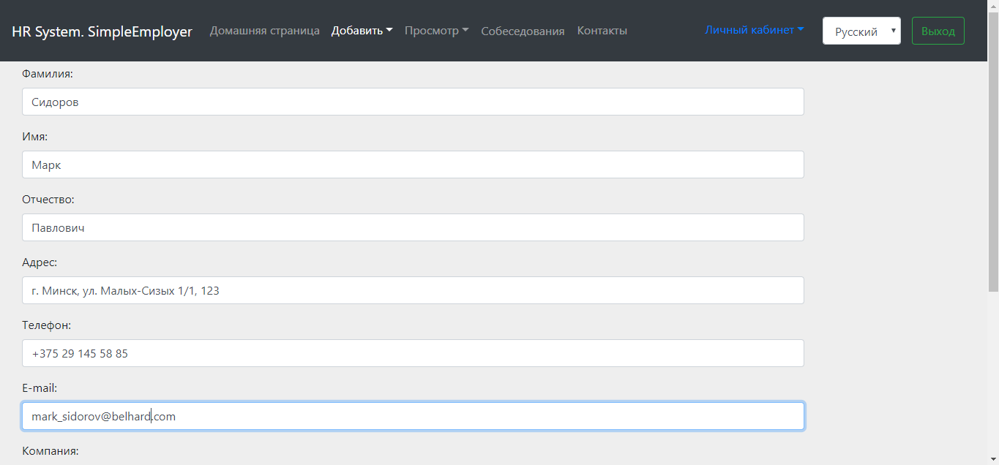 HR System. SimpleEmployer Домашняя страница Добавить Просмотр Собеседования Контакты Личный кабинет Русский Выход
Фамилия:
Сидоров
Имя:
Марк
Отчество:
Павлович
Адрес:
г. Минск, ул. Малых-Сизых 1/1, 123
Телефон:
+375 29 145 58 85
E-mail:
mark_sidorov@belhard.com
Компания: